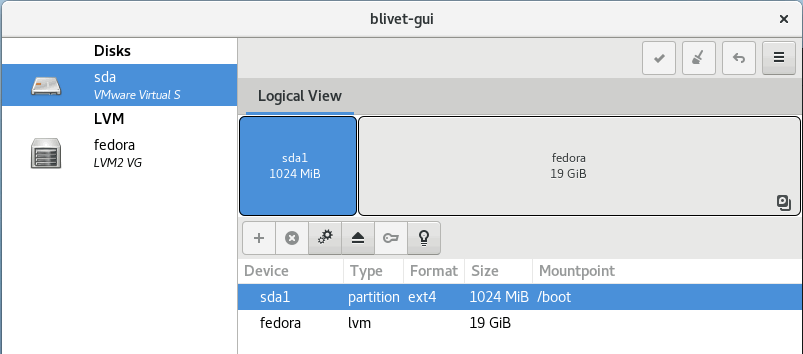 blivet-gui
Disks
sda
VMware Virtual S
LVM
fedora
LVM2 VG
Logical View
sda1
1024 MiB
fedora
19 GiB
Device Type Format Size Mountpoint
sda1 partition ext4 1024 MiB /boot
fedora lvm 19 GiB